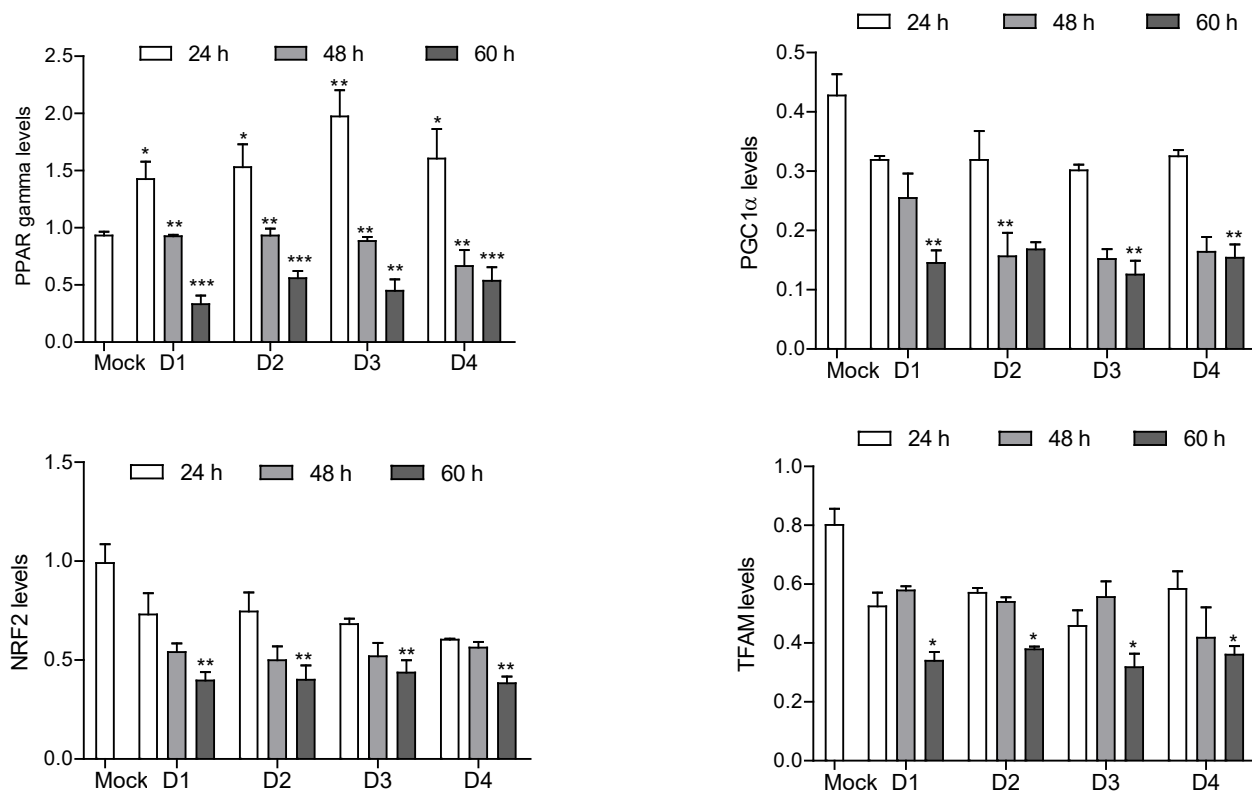 24 h 48 h 60 h
PPAR gamma levels
2.5
2.0
1.5
1.0
0.5
0.0
* ** *** * ** *** ** ** ** * ** ***
Mock D1 D2 D3 D4
24 h 48 h 60 h
PGC1α levels
0.5
0.4
0.3
0.2
0.1
0.0
** ** ** **
Mock D1 D2 D3 D4
24 h 48 h 60 h
NRF2 levels
1.5
1.0
0.5
0.0
** ** ** **
Mock D1 D2 D3 D4
24 h 48 h 60 h
TFAM levels
1.0
0.8
0.6
0.4
0.2
0.0
* * * *
Mock D1 D2 D3 D4